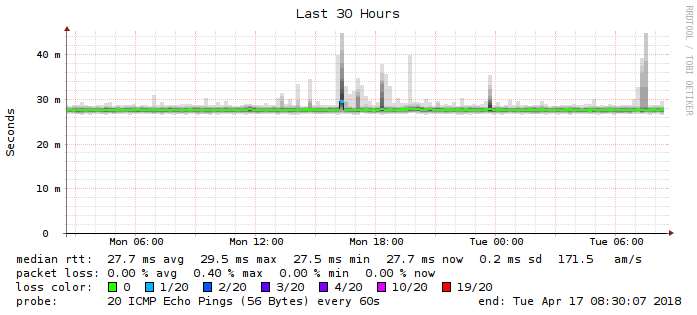 Last 30 Hours
RRDTOOL / TOBI OETIKER
Seconds
40 m
30 m
20 m
10 m
0
Mon 06:00 Mon 12:00 Mon 18:00 Tue 00:00 Tue 06:00
median rtt: 27.7 ms avg 29.5 ms max 27.5 ms min 27.7 ms now 0.2 ms sd 171.5 am/s
packet loss: 0.00 % avg 0.40 % max 0.00 % min 0.00 % now
loss color: 0 1/20 2/20 3/20 4/20 10/20 19/20
probe: 20 ICMP Echo Pings (56 Bytes) every 60s end: Tue Apr 17 08:30:07 2018